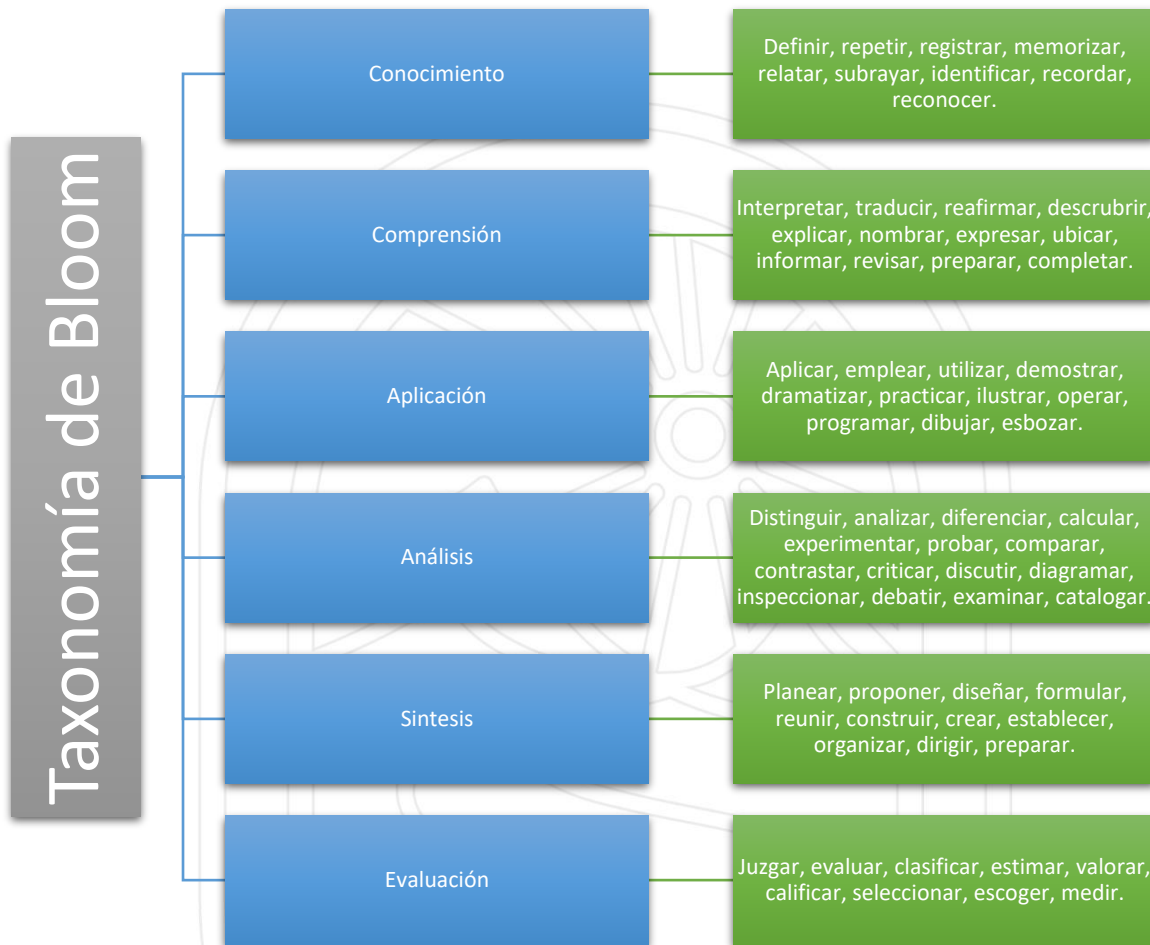 Taxonomía de Bloom
Conocimiento
Definir, repetir, registrar, memorizar,
relatar, subrayar, identificar, recordar,
reconocer.
Comprensión
Interpretar, traducir, reafirmar, descrubrir,
explicar, nombrar, expresar, ubicar,
informar, revisar, preparar, completar.
Aplicación
Aplicar, emplear, utilizar, demostrar,
dramatizar, practicar, ilustrar, operar,
programar, dibujar, esbozar.
Análisis
Distinguir, analizar, diferenciar, calcular,
experimentar, probar, comparar,
contrastar, criticar, discutir, diagramar,
inspeccionar, debatir, examinar, catalogar.
Sintesis
Planear, proponer, diseñar, formular,
reunir, construir, crear, establecer,
organizar, dirigir, preparar.
Evaluación
Juzgar, evaluar, clasificar, estimar, valorar,
calificar, seleccionar, escoger, medir.